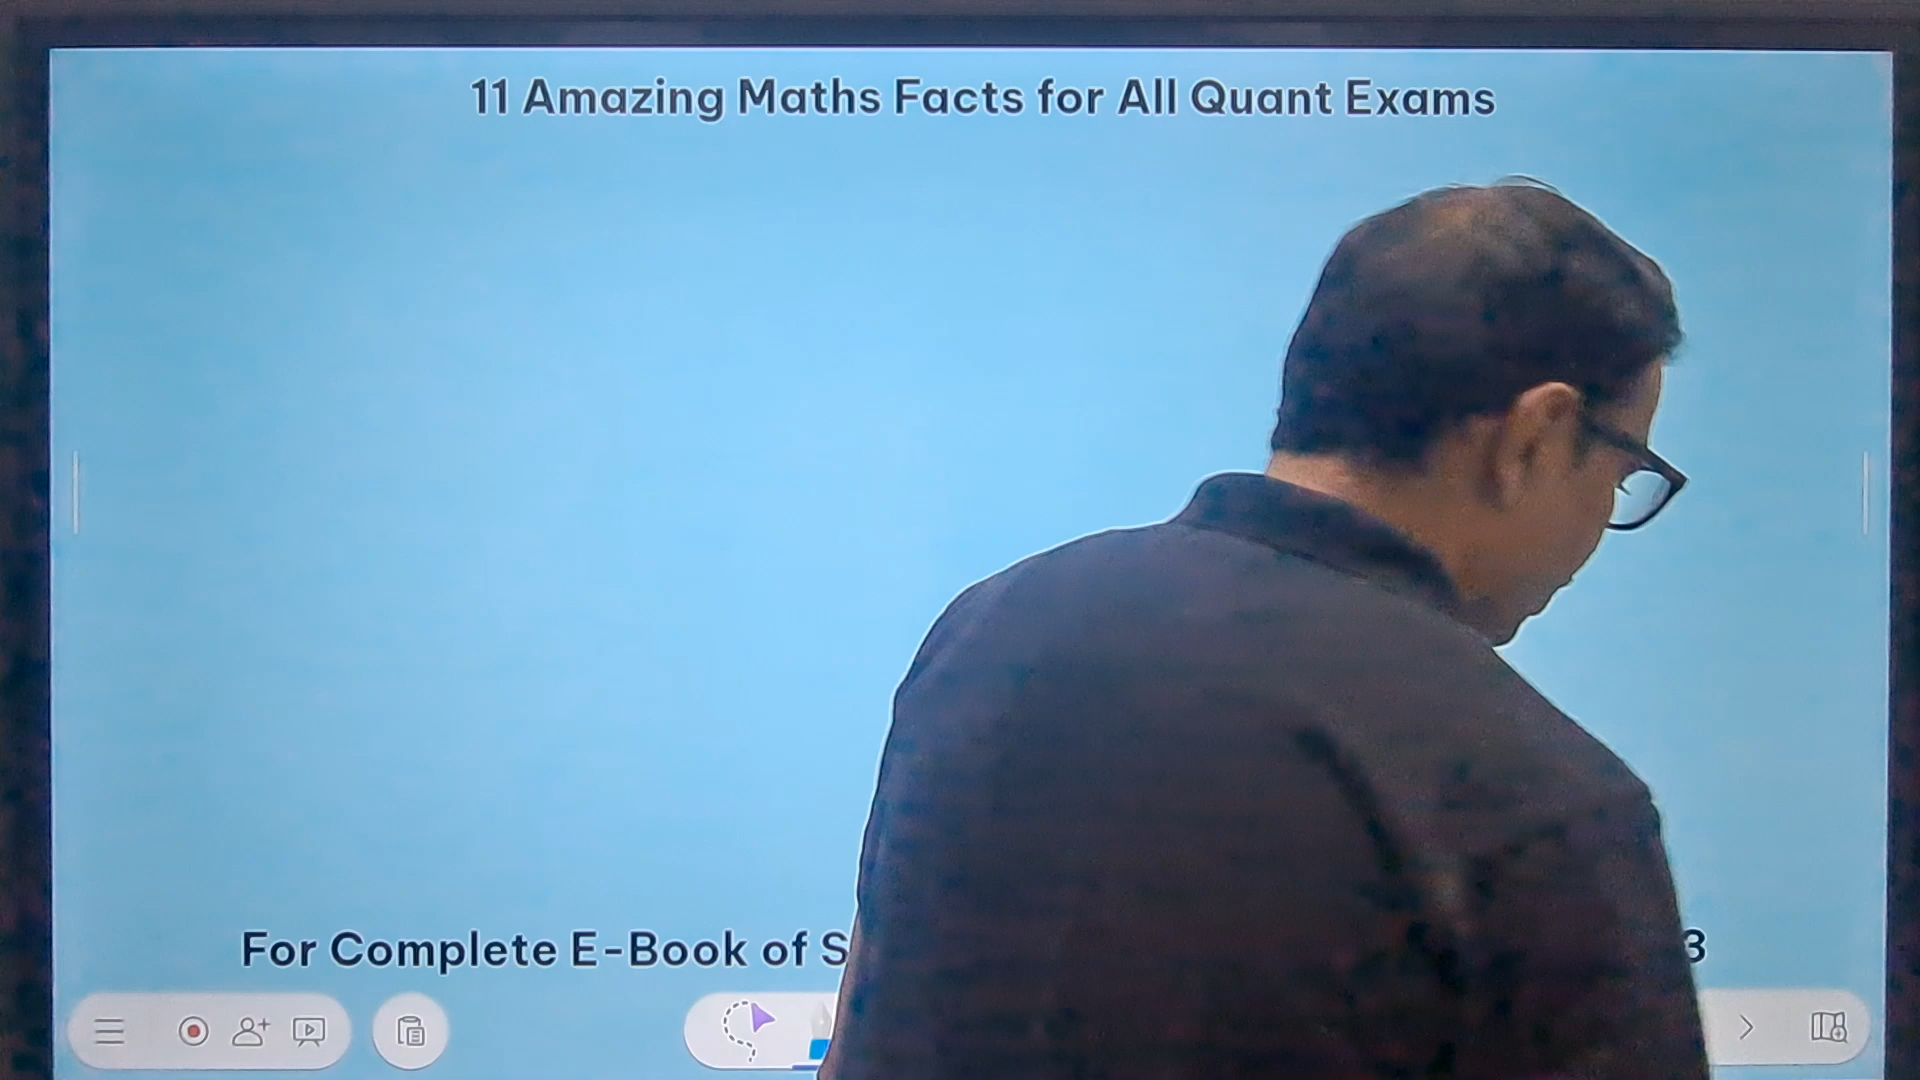 11 Amazing Maths Facts for All Quant Exams
For Complete E-Book of
3